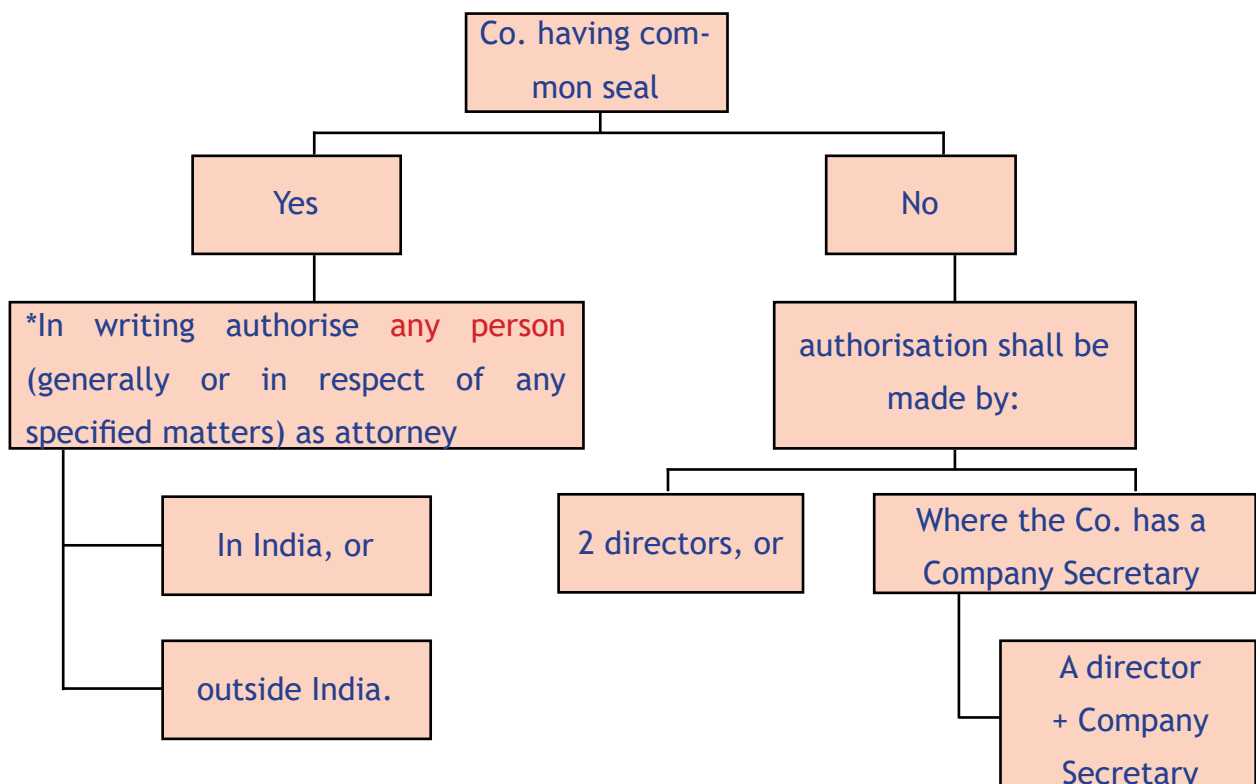 Co. having com-
mon seal
Yes
No
*In writing authorise any person
(generally or in respect of any
specified matters) as attorney
authorisation shall be
made by:
In India, or
outside India.
2 directors, or
Where the Co. has a
Company Secretary
A director
+ Company
Secretary